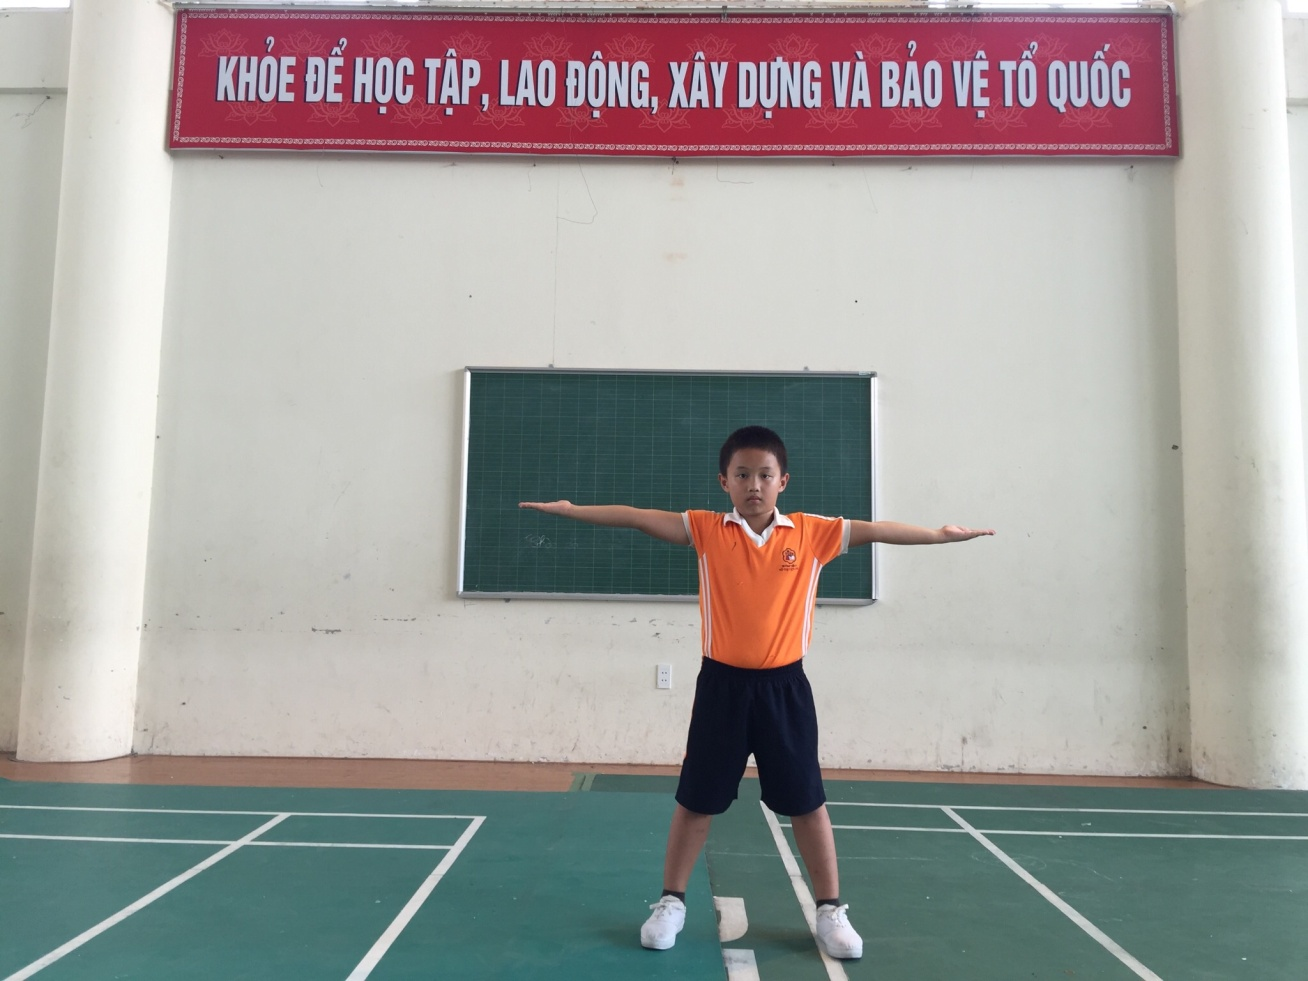 KHỎE ĐỂ HỌC TẬP, LAO ĐỘNG, XÂY DỰNG VÀ BẢO VỆ TỔ QUỐC